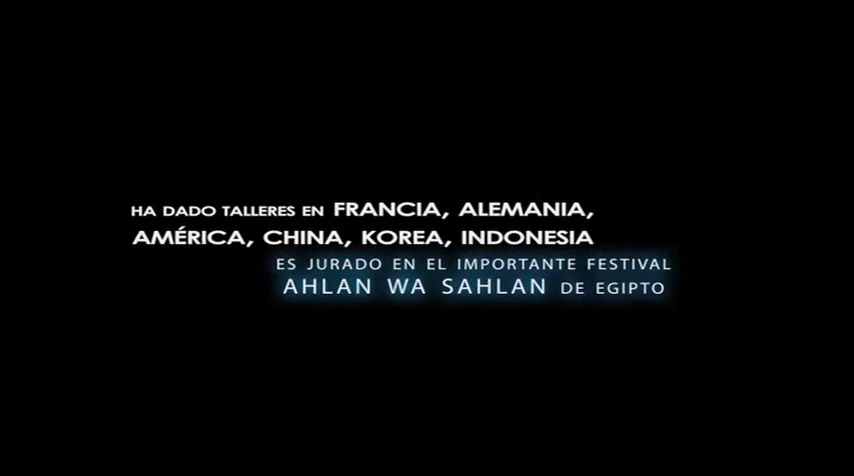 HA DADO TALLERES EN FRANCIA, ALEMANIA,
AMÉRICA, CHINA, KOREA, INDONESIA
ES JURADO EN EL IMPORTANTE FESTIVAL
AHLAN WA SAHLAN DE EGIPTO